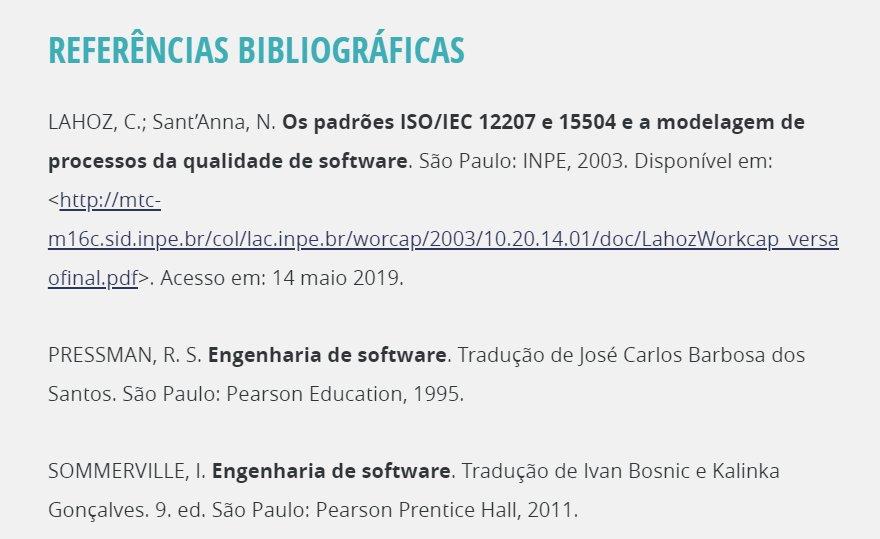 REFERÊNCIAS BIBLIOGRÁFICAS
LAHOZ, C.; Sant’Anna, N. Os padrões ISO/IEC 12207 e 15504 e a modelagem de
processos da qualidade de software. São Paulo: INPE, 2003. Disponível em:
<http://mtc-
m16c.sid.inpe.br/col/lac.inpe.br/worcap/2003/10.20.14.01/doc/LahozWorkcap_versa
ofinal.pdf>. Acesso em: 14 maio 2019.
PRESSMAN, R. S. Engenharia de software. Tradução de José Carlos Barbosa dos
Santos. São Paulo: Pearson Education, 1995.
SOMMERVILLE, I. Engenharia de software. Tradução de Ivan Bosnic e Kalinka
Gonçalves. 9. ed. São Paulo: Pearson Prentice Hall, 2011.